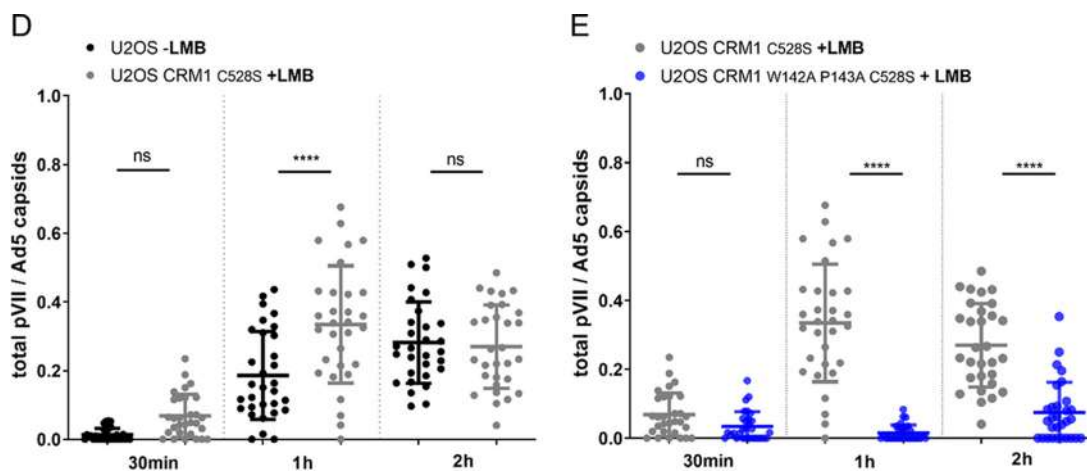 D
U2OS -LMB
U2OS CRM1 C528S +LMB
total pVII / Ad5 capsids
1.0
0.8
0.6
0.4
0.2
0.0
ns
****
ns
30min
1h
2h
E
U2OS CRM1 C528S +LMB
U2OS CRM1 W142A P143A C528S + LMB
total pVII / Ad5 capsids
1.0
0.8
0.6
0.4
0.2
0.0
ns
****
****
30min
1h
2h